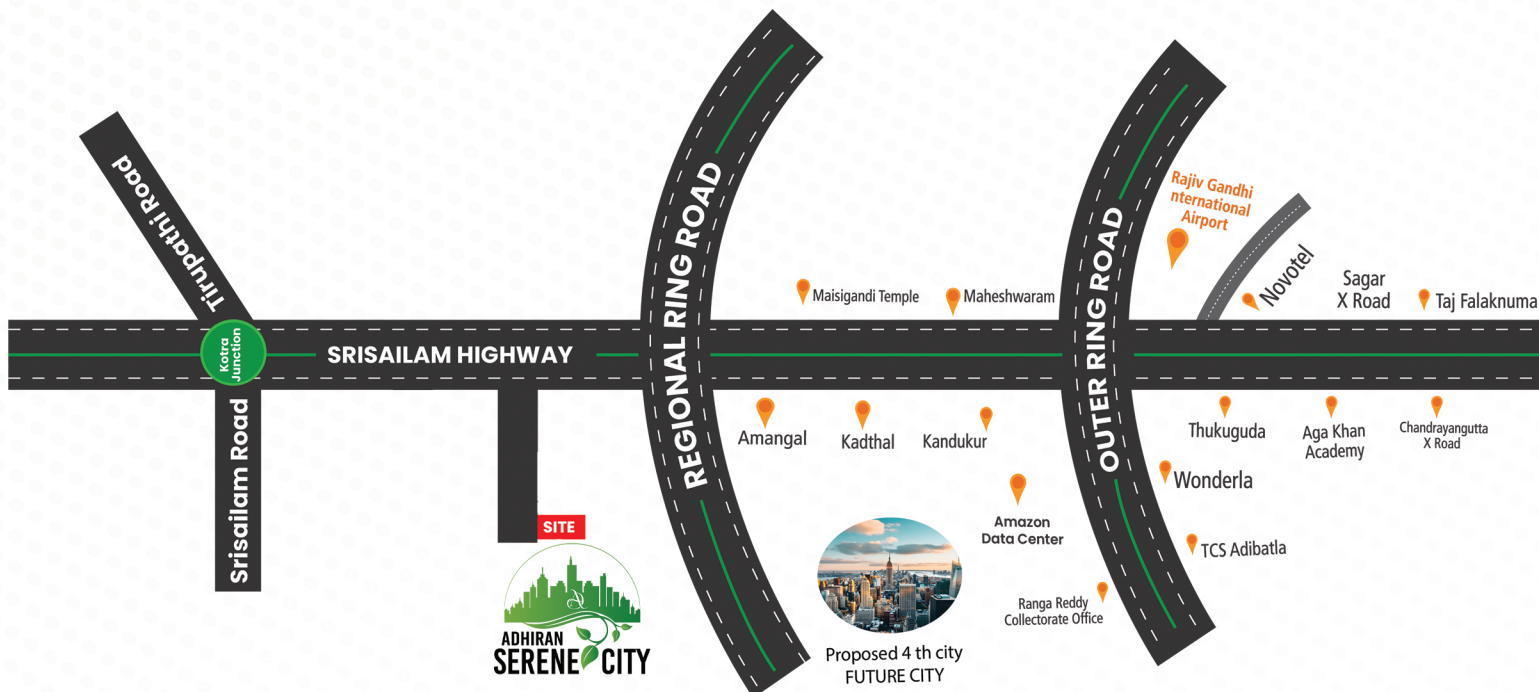 Tirupathi Road
Kotra
Junction
Srisailam Road
SRISAILAM HIGHWAY
SITE
ADHIRAN
SERENE CITY
REGIONAL RING ROAD
Maisigandi Temple
Maheshwaram
Amangal
Kadthal
Kandukur
Amazon
Data Center
Proposed 4 th city
FUTURE CITY
Ranga Reddy
Collectorate Office
OUTER RING ROAD
Rajiv Gandhi
nternational
Airport
Novotel
Sagar
X Road
Taj Falaknuma
Thukuguda
Aga Khan
Academy
Chandrayangutta
X Road
Wonderla
TCS Adibatla